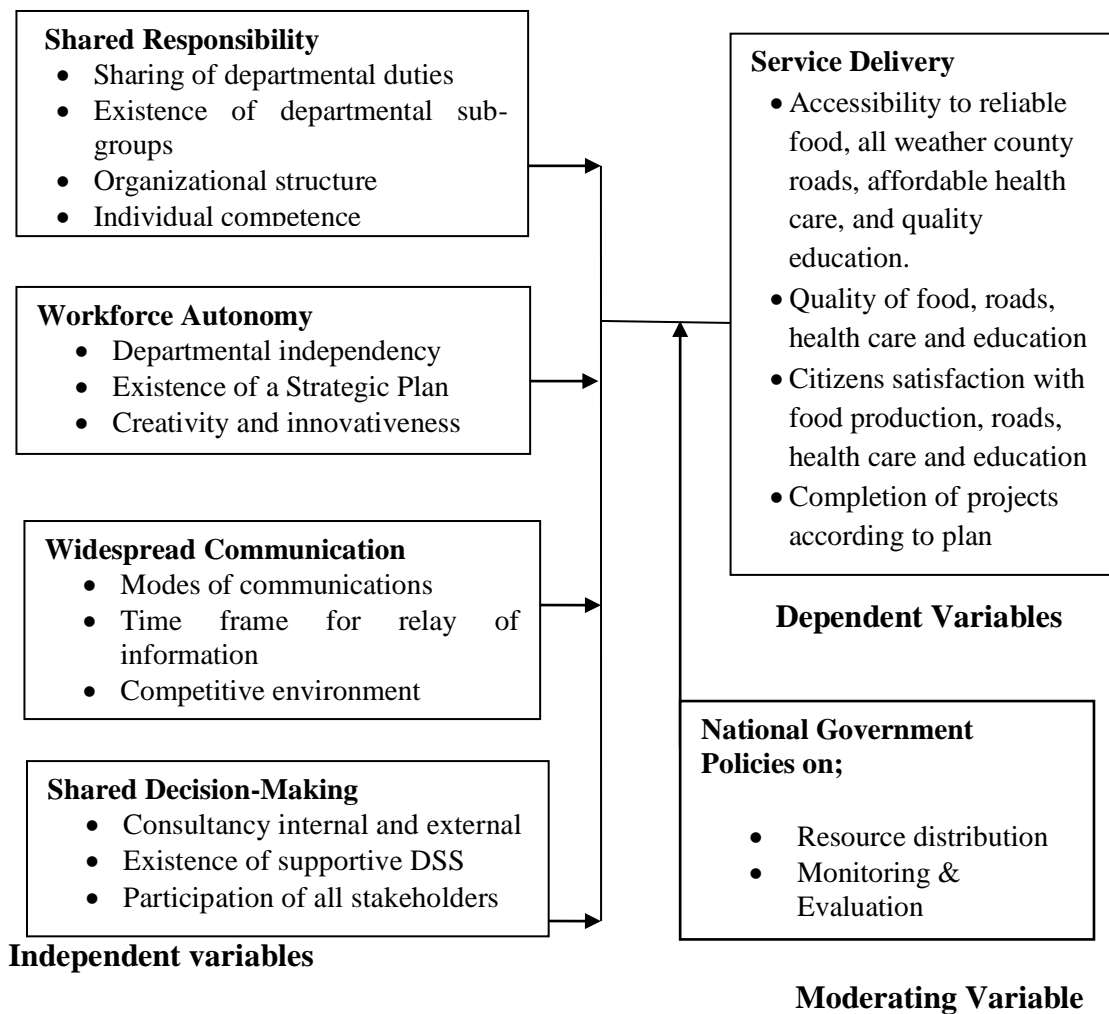 Shared Responsibility
• Sharing of departmental duties
• Existence of departmental sub-
groups
• Organizational structure
• Individual competence
Workforce Autonomy
• Departmental independency
• Existence of a Strategic Plan
• Creativity and innovativeness
Widespread Communication
• Modes of communications
• Time frame for relay of
information
• Competitive environment
Shared Decision-Making
• Consultancy internal and external
• Existence of supportive DSS
• Participation of all stakeholders
Independent variables
Service Delivery
• Accessibility to reliable
food, all weather county
roads, affordable health
care, and quality
education.
• Quality of food, roads,
health care and education
• Citizens satisfaction with
food production, roads,
health care and education
• Completion of projects
according to plan
Dependent Variables
National Government
Policies on;
• Resource distribution
• Monitoring &
Evaluation
Moderating Variable